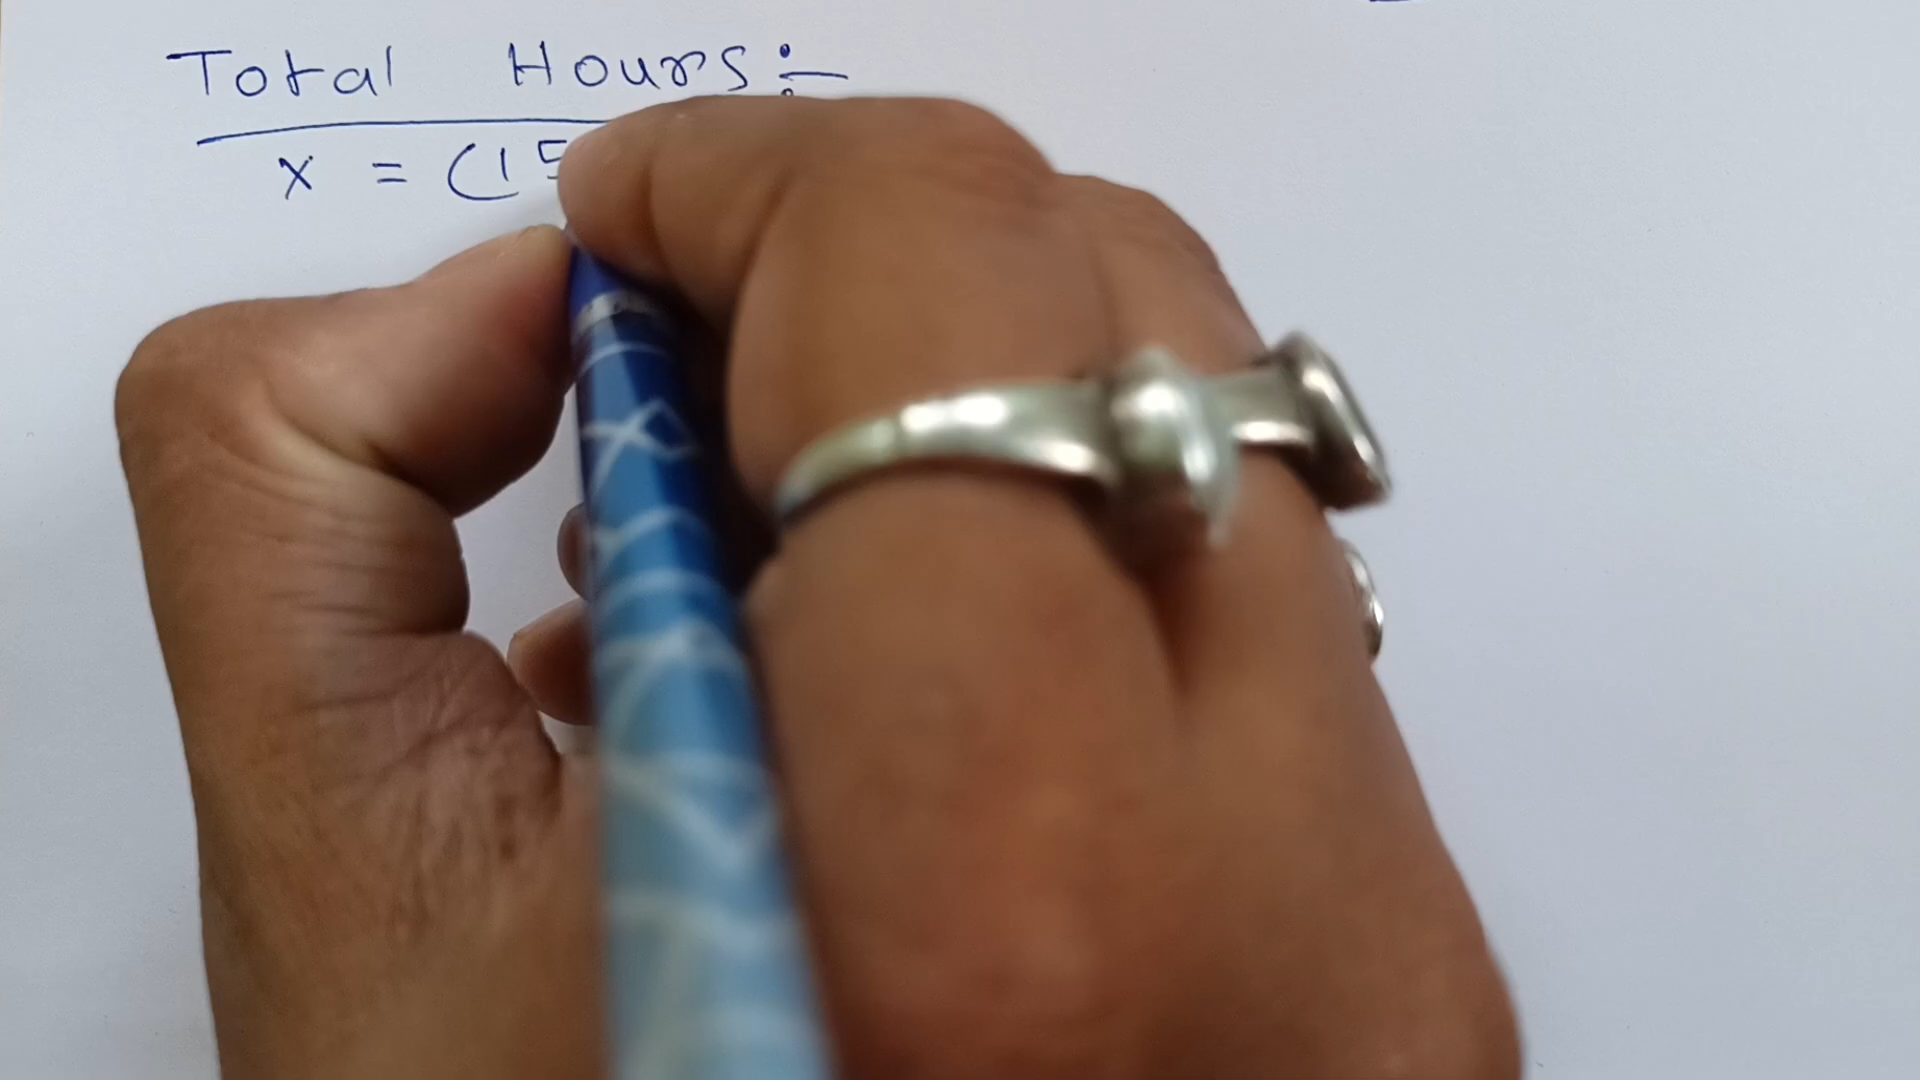 Total Hours:-
x = (15